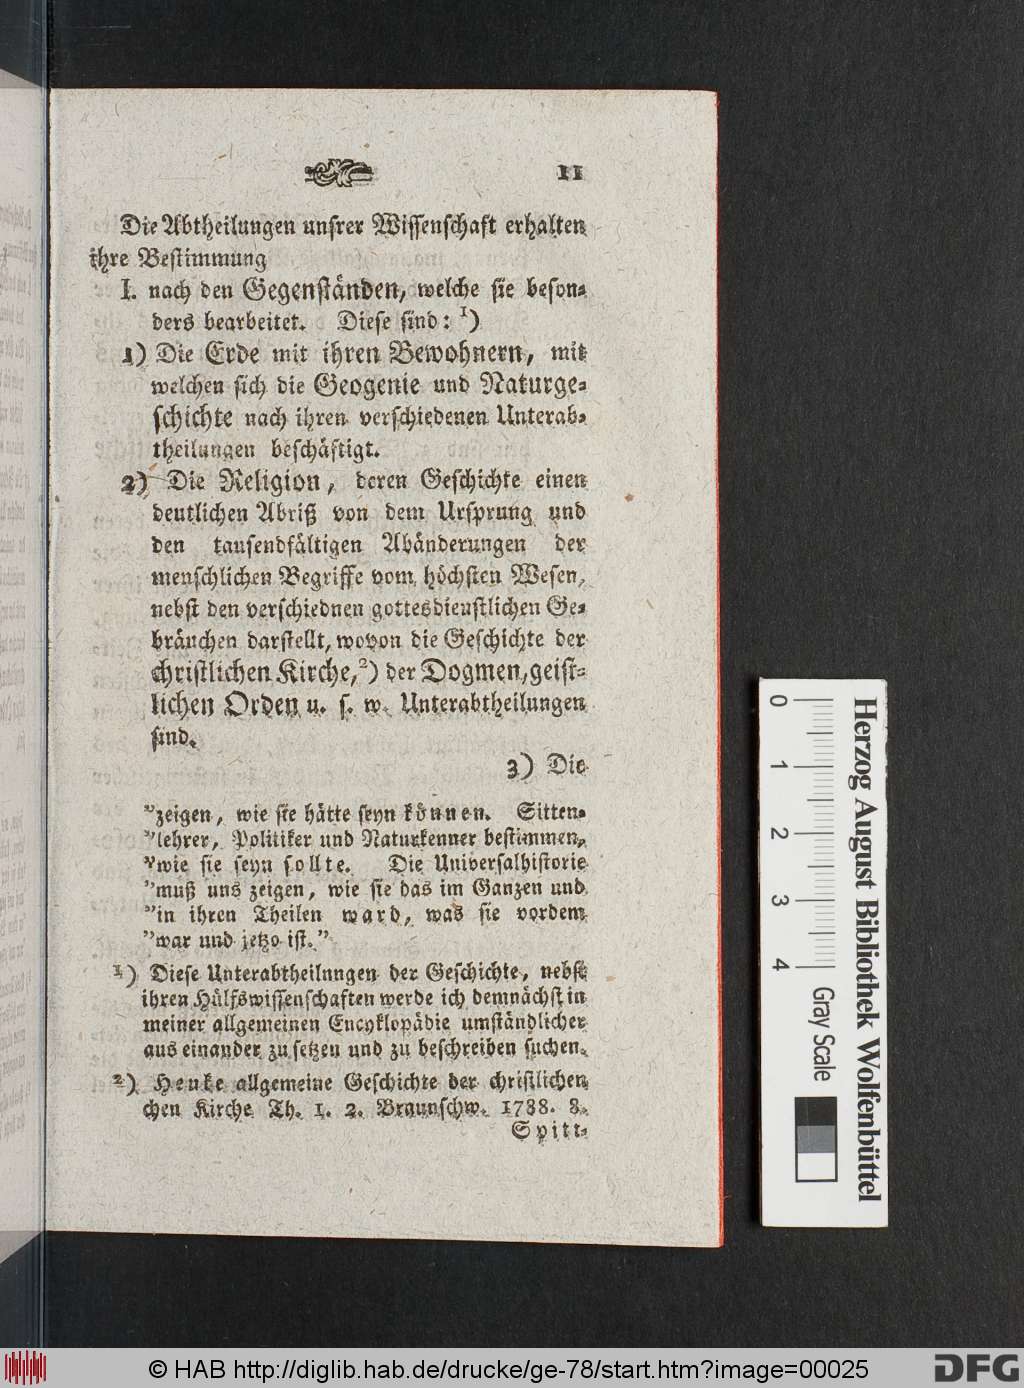 11
Die Abtheilungen unsrer Wissenschaft erhalten
ihre Bestimmung
I. nach den Gegenständen, welche sie beson-
ders bearbeitet. Diese sind: ¹)
1) Die Erde mit ihren Bewohnern, mit
welchen sich die Geogenie und Naturge-
schichte nach ihren verschiedenen Unterab-
theilungen beschäftigt.
2) Die Religion, deren Geschichte einen
deutlichen Abriß von dem Ursprung und
den tausendfältigen Abänderungen der
menschlichen Begriffe vom höchsten Wesen,
nebst den verschiednen gottesdienstlichen Ge-
bräuchen darstellt, wovon die Geschichte der
christlichen Kirche, ²) der Dogmen, geist-
lichen Orden u. s. w. Unterabtheilungen
sind.
3) Die
"zeigen, wie sie hätte seyn können. Sitten-
"lehrer, Politiker und Naturkenner bestimmen,
"wie sie seyn sollte. Die Universalhistorie
"muß uns zeigen, wie sie das im Ganzen und
"in ihren Theilen ward, was sie vordem
"war und jetzo ist."
1) Diese Unterabtheilungen der Geschichte, nebst
ihren Hülfswissenschaften werde ich demnächst in
meiner allgemeinen Encyklopädie umständlicher
aus einander zu setzen und zu beschreiben suchen.
2) Henke allgemeine Geschichte der christlichen
chen Kirche Th. 1. 2. Braunschw. 1788. 8.
Spitt-
0 1 2 3 4
Gray Scale
Herzog August Bibliothek Wolfenbüttel
© HAB http://diglib.hab.de/drucke/ge-78/start.htm?image=00025
DFG